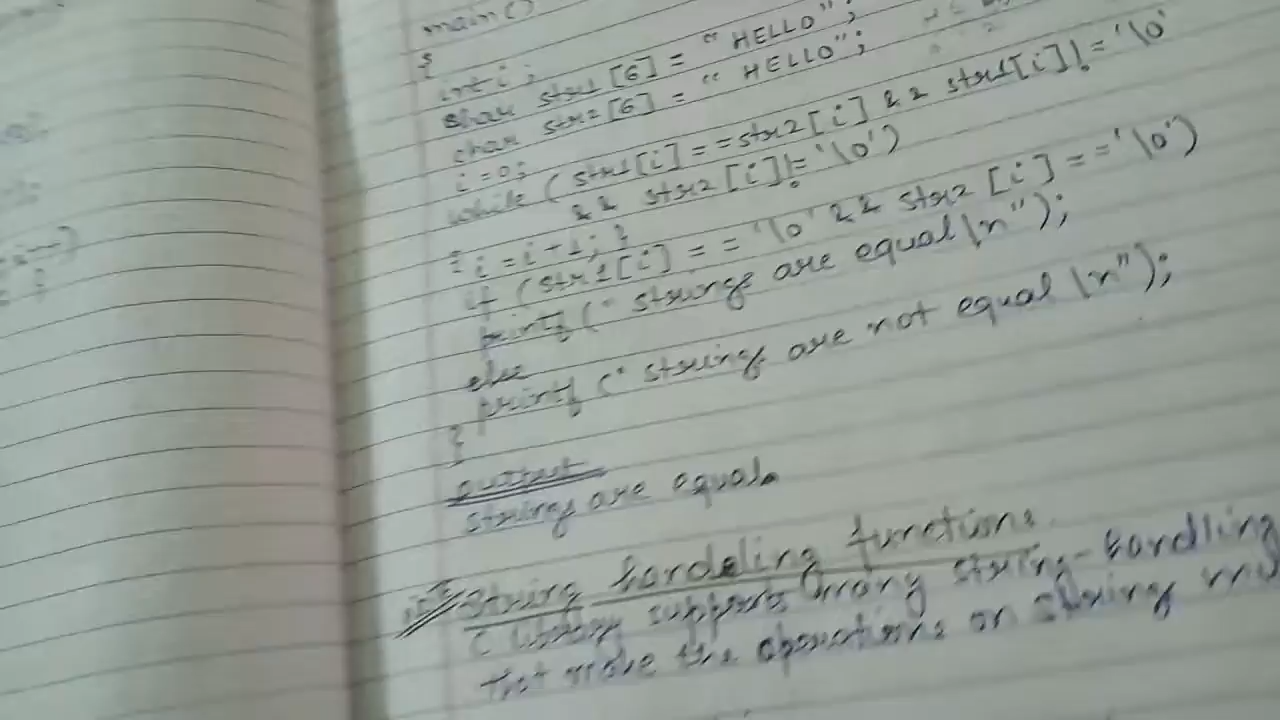 main()
{
int i;
char str1[6] = "HELLO";
char str2[6] = "HELLO";
i=0;
while (str1[i]==str2[i] && str1[i]!='\0'
&& str2[i]!='\0')
{ i=i+1; }
if (str1[i]=='\0' && str2[i]=='\0')
printf("strings are equal\n");
else
printf("strings are not equal\n");
}
output
strings are equal.
String handeling functions
C library supports many string-handling
that make the operations on string